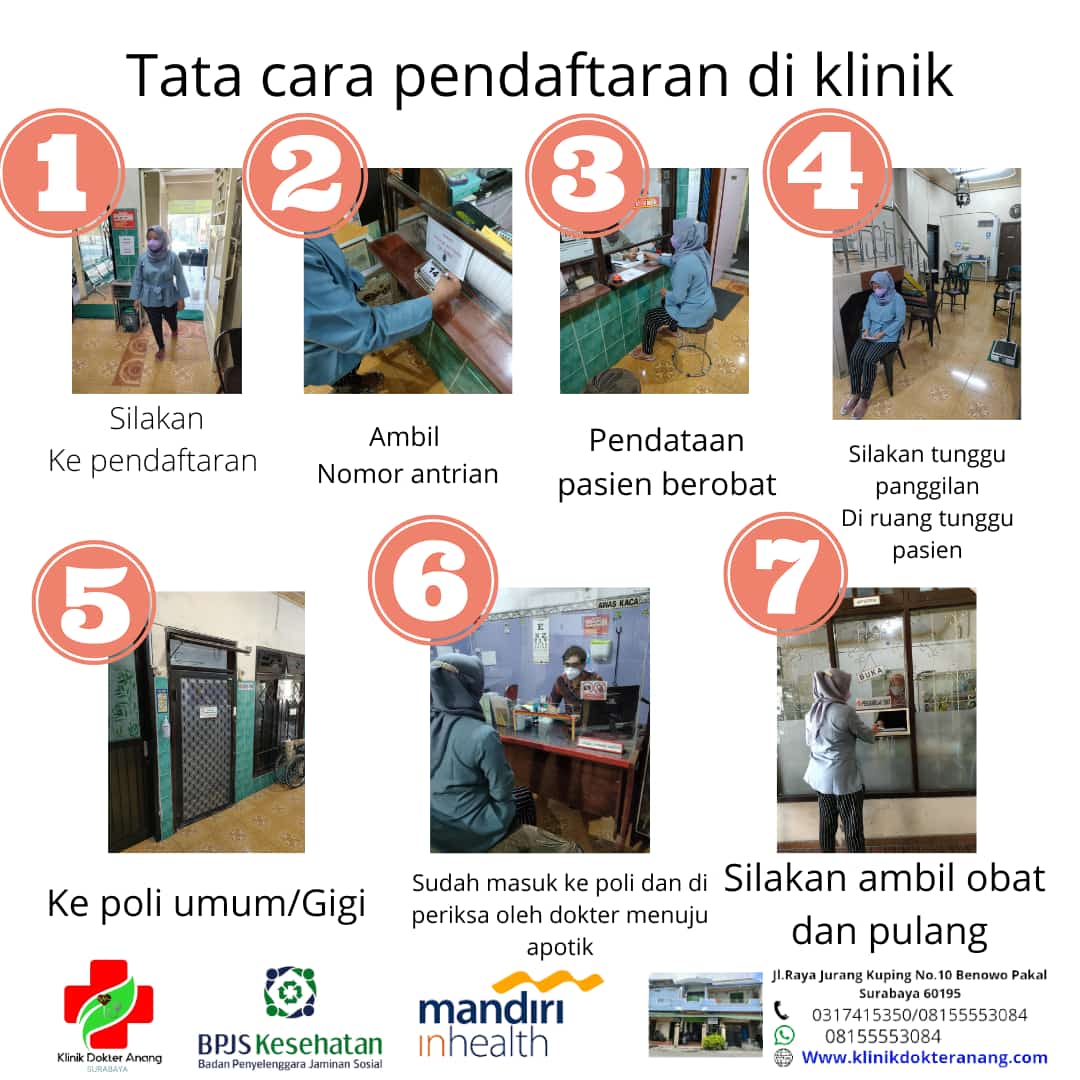 Tata cara pendaftaran di klinik
1
2
3
4
14
Silakan
Ke pendaftaran
Ambil
Nomor antrian
Pendataan
pasien berobat
Silakan tunggu
panggilan
Di ruang tunggu
pasien
5
6
7
AWAS KACA
E
BUKA
Ke poli umum/Gigi
Sudah masuk ke poli dan di
periksa oleh dokter menuju
apotik
Silakan ambil obat
dan pulang
Klinik Dokter Anang
SURABAYA
BPJS Kesehatan
Badan Penyelenggara Jaminan Sosial
mandiri
inhealth
Jl.Raya Jurang Kuping No.10 Benowo Pakal
Surabaya 60195
0317415350/08155553084
08155553084
Www.klinikdokteranang.com